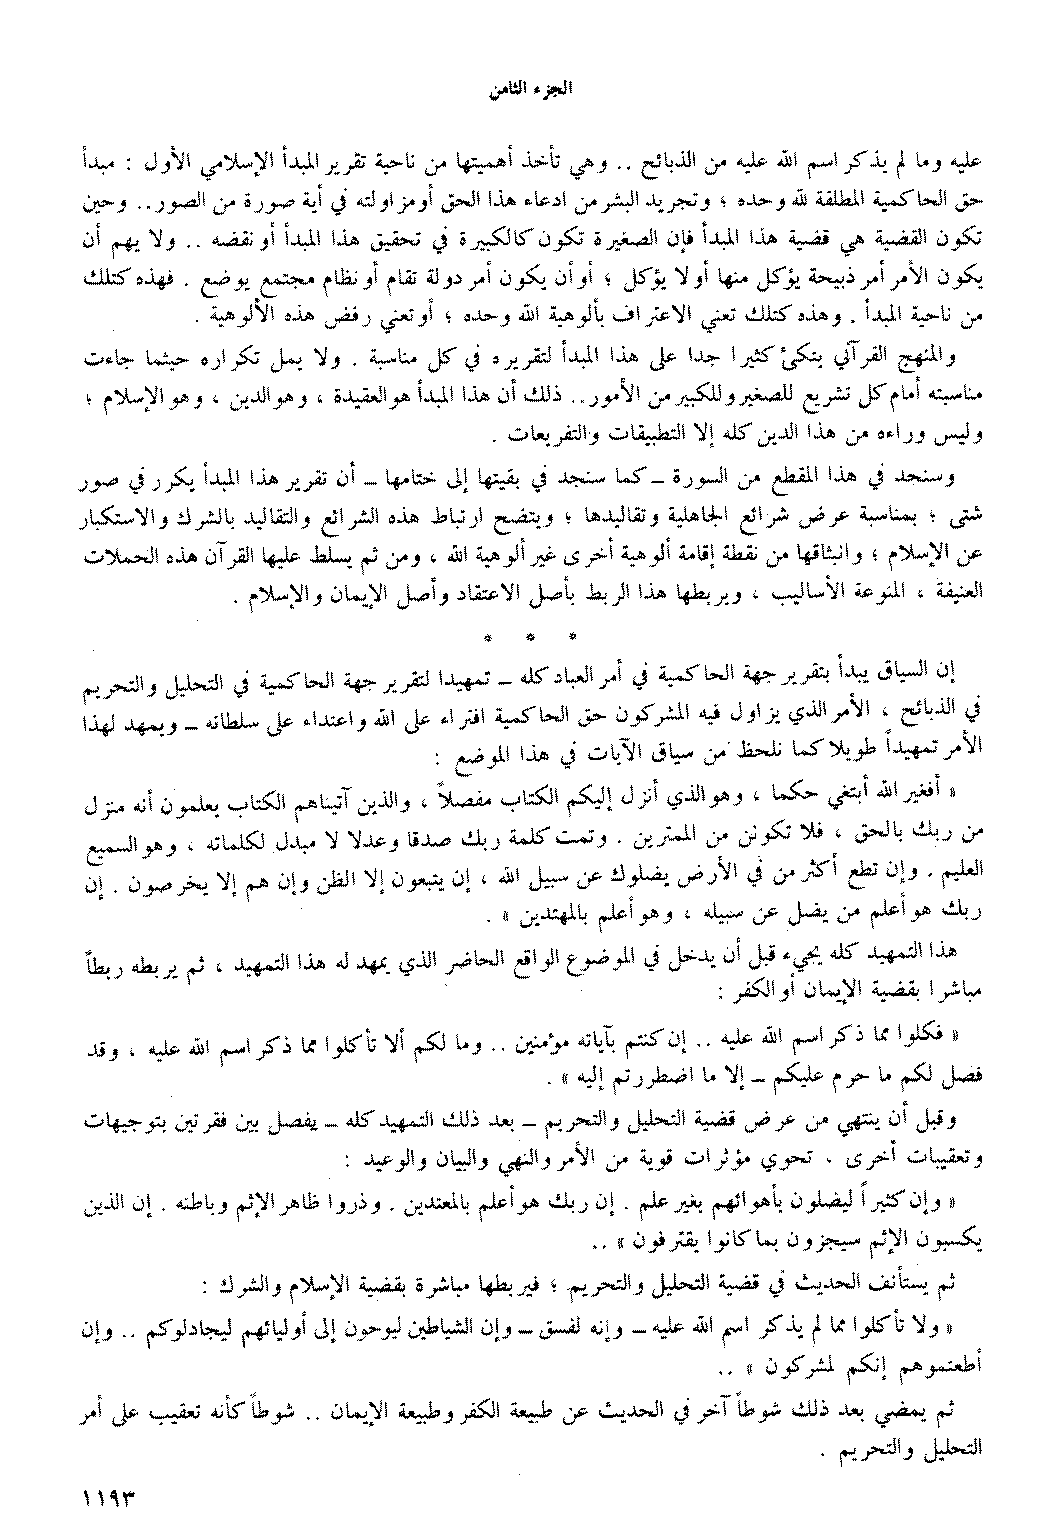 الجزء الثامن
عليه وما لم يذكر اسم الله عليه من الذبائح .. وهي تأخذ أهميتها من ناحية تقرير المبدأ الإسلامي الأول : مبدأ
حق الحاكمية المطلقة لله وحده ؛ وتجريد البشر من ادعاء هذا الحق أو مزاولته في أية صورة من الصور .. وحين
تكون القضية هي قضية هذا المبدأ فإن الصغيرة تكون كالكبيرة في تحقيق هذا المبدأ أو نقضه .. ولا يهم أن
يكون الأمر أمر ذبيحة يؤكل منها أو لا يؤكل ؛ أو أن يكون أمر دولة تقام أو نظام مجتمع يوضع . فهذه كتلك
من ناحية المبدأ . وهذه كتلك تعني الاعتراف بألوهية الله وحده ؛ أو تعني رفض هذه الألوهية .
والمنهج القرآني يتكئ كثيرا جدا على هذا المبدأ لتقريره في كل مناسبة . ولا يمل تكراره حيثما جاءت
مناسبته أمام كل تشريع للصغير وللكبير من الأمور .. ذلك أن هذا المبدأ هو العقيدة ، وهو الدين ، وهو الإسلام ؛
وليس وراءه من هذا الدين كله إلا التطبيقات والتفريعات .
وسنجد في هذا المقطع من السورة – كما سنجد في بقيتها إلى ختامها – أن تقرير هذا المبدأ يكرر في صور
شتى ؛ بمناسبة عرض شرائع الجاهلية وتقاليدها ؛ ويتضح ارتباط هذه الشرائع والتقاليد بالشرك والاستكبار
عن الإسلام ؛ وانبثاقها من نقطة إقامة ألوهية أخرى غير ألوهية الله ، ومن ثم يسلط عليها القرآن هذه الحملات
العنيفة ، المنوعة الأساليب ، ويربطها هذا الربط بأصل الاعتقاد وأصل الإيمان والإسلام .
* * *
إن السياق يبدأ بتقرير جهة الحاكمية في أمر العباد كله – تمهيدا لتقرير جهة الحاكمية في التحليل والتحريم
في الذبائح ، الأمر الذي يزاول فيه المشركون حق الحاكمية افتراء على الله واعتداء على سلطانه – ويمهد لهذا
الأمر تمهيداً طويلا كما نلحظ من سياق الآيات في هذا الموضع :
« أفغير الله أبتغي حكما ، وهو الذي أنزل إليكم الكتاب مفصلاً ، والذين آتيناهم الكتاب يعلمون أنه منزل
من ربك بالحق ، فلا تكونن من الممترين . وتمت كلمة ربك صدقا وعدلا لا مبدل لكلماته ، وهو السميع
العليم . وإن تطع أكثر من في الأرض يضلوك عن سبيل الله ، إن يتبعون إلا الظن وإن هم إلا يخرصون . إن
ربك هو أعلم من يضل عن سبيله ، وهو أعلم بالمهتدين » .
هذا التمهيد كله يجيء قبل أن يدخل في الموضوع الواقع الحاضر الذي يمهد له هذا التمهيد ، ثم يربطه ربطاً
مباشرا بقضية الإيمان أو الكفر :
« فكلوا مما ذكر اسم الله عليه .. إن كنتم بآياته مؤمنين .. وما لكم ألا تأكلوا مما ذكر اسم الله عليه ، وقد
فصل لكم ما حرم عليكم – إلا ما اضطررتم إليه » .
وقبل أن ينتهي من عرض قضية التحليل والتحريم – بعد ذلك التمهيد كله – يفصل بين فقرتين بتوجيهات
وتعقيبات أخرى ، تحوي مؤثرات قوية من الأمر والنهي والبيان والوعيد :
« وإن كثيراً ليضلون بأهوائهم بغير علم . إن ربك هو أعلم بالمعتدين . وذروا ظاهر الإثم وباطنه . إن الذين
يكسبون الإثم سيجزون بما كانوا يقترفون » ..
ثم يستأنف الحديث في قضية التحليل والتحريم ؛ فيربطها مباشرة بقضية الإسلام والشرك :
« ولا تأكلوا مما لم يذكر اسم الله عليه – وإنه لفسق – وإن الشياطين ليوحون إلى أوليائهم ليجادلوكم .. وإن
أطعتموهم إنكم لمشركون » ..
ثم يمضي بعد ذلك شوطاً آخر في الحديث عن طبيعة الكفر وطبيعة الإيمان .. شوطاً كأنه تعقيب على أمر
التحليل والتحريم .
١١٩٣